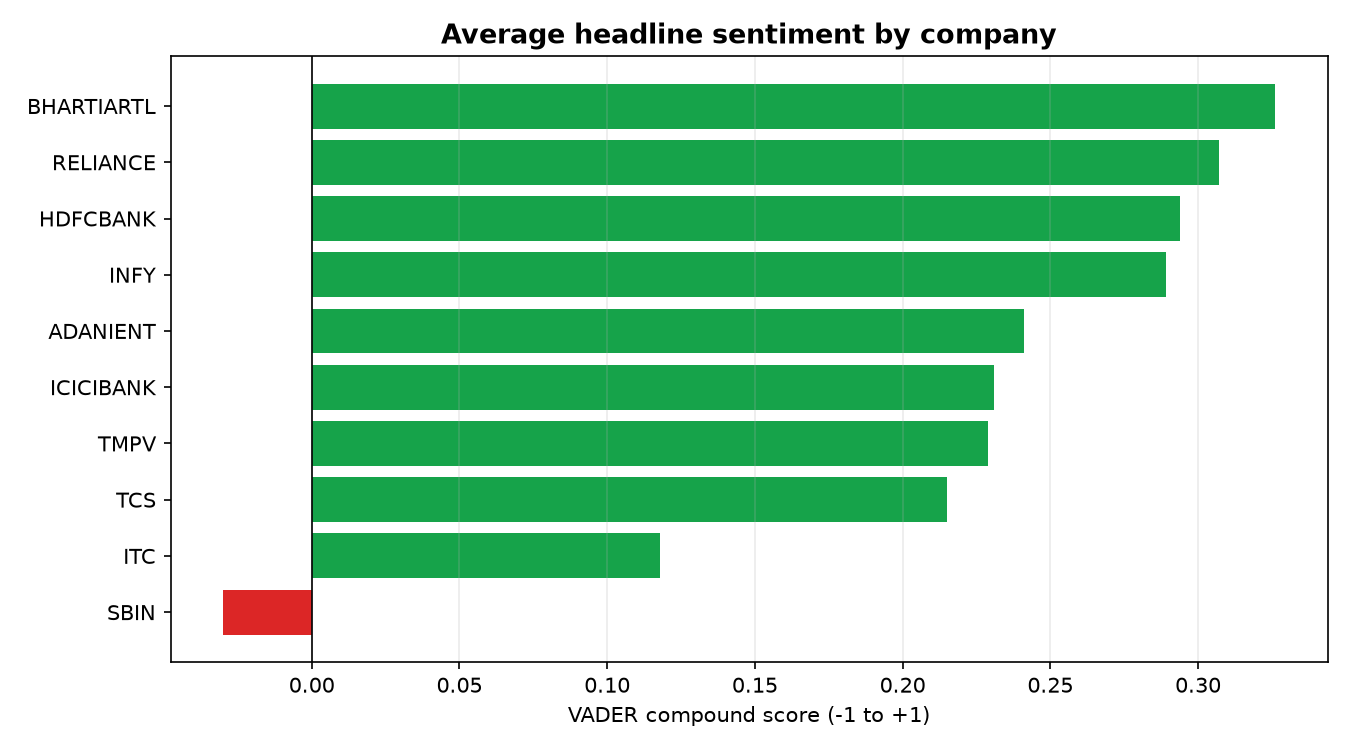 Average headline sentiment by company
BHARTIARTL
RELIANCE
HDFCBANK
INFY
ADANIENT
ICICIBANK
TMPV
TCS
ITC
SBIN
0.00 0.05 0.10 0.15 0.20 0.25 0.30
VADER compound score (-1 to +1)